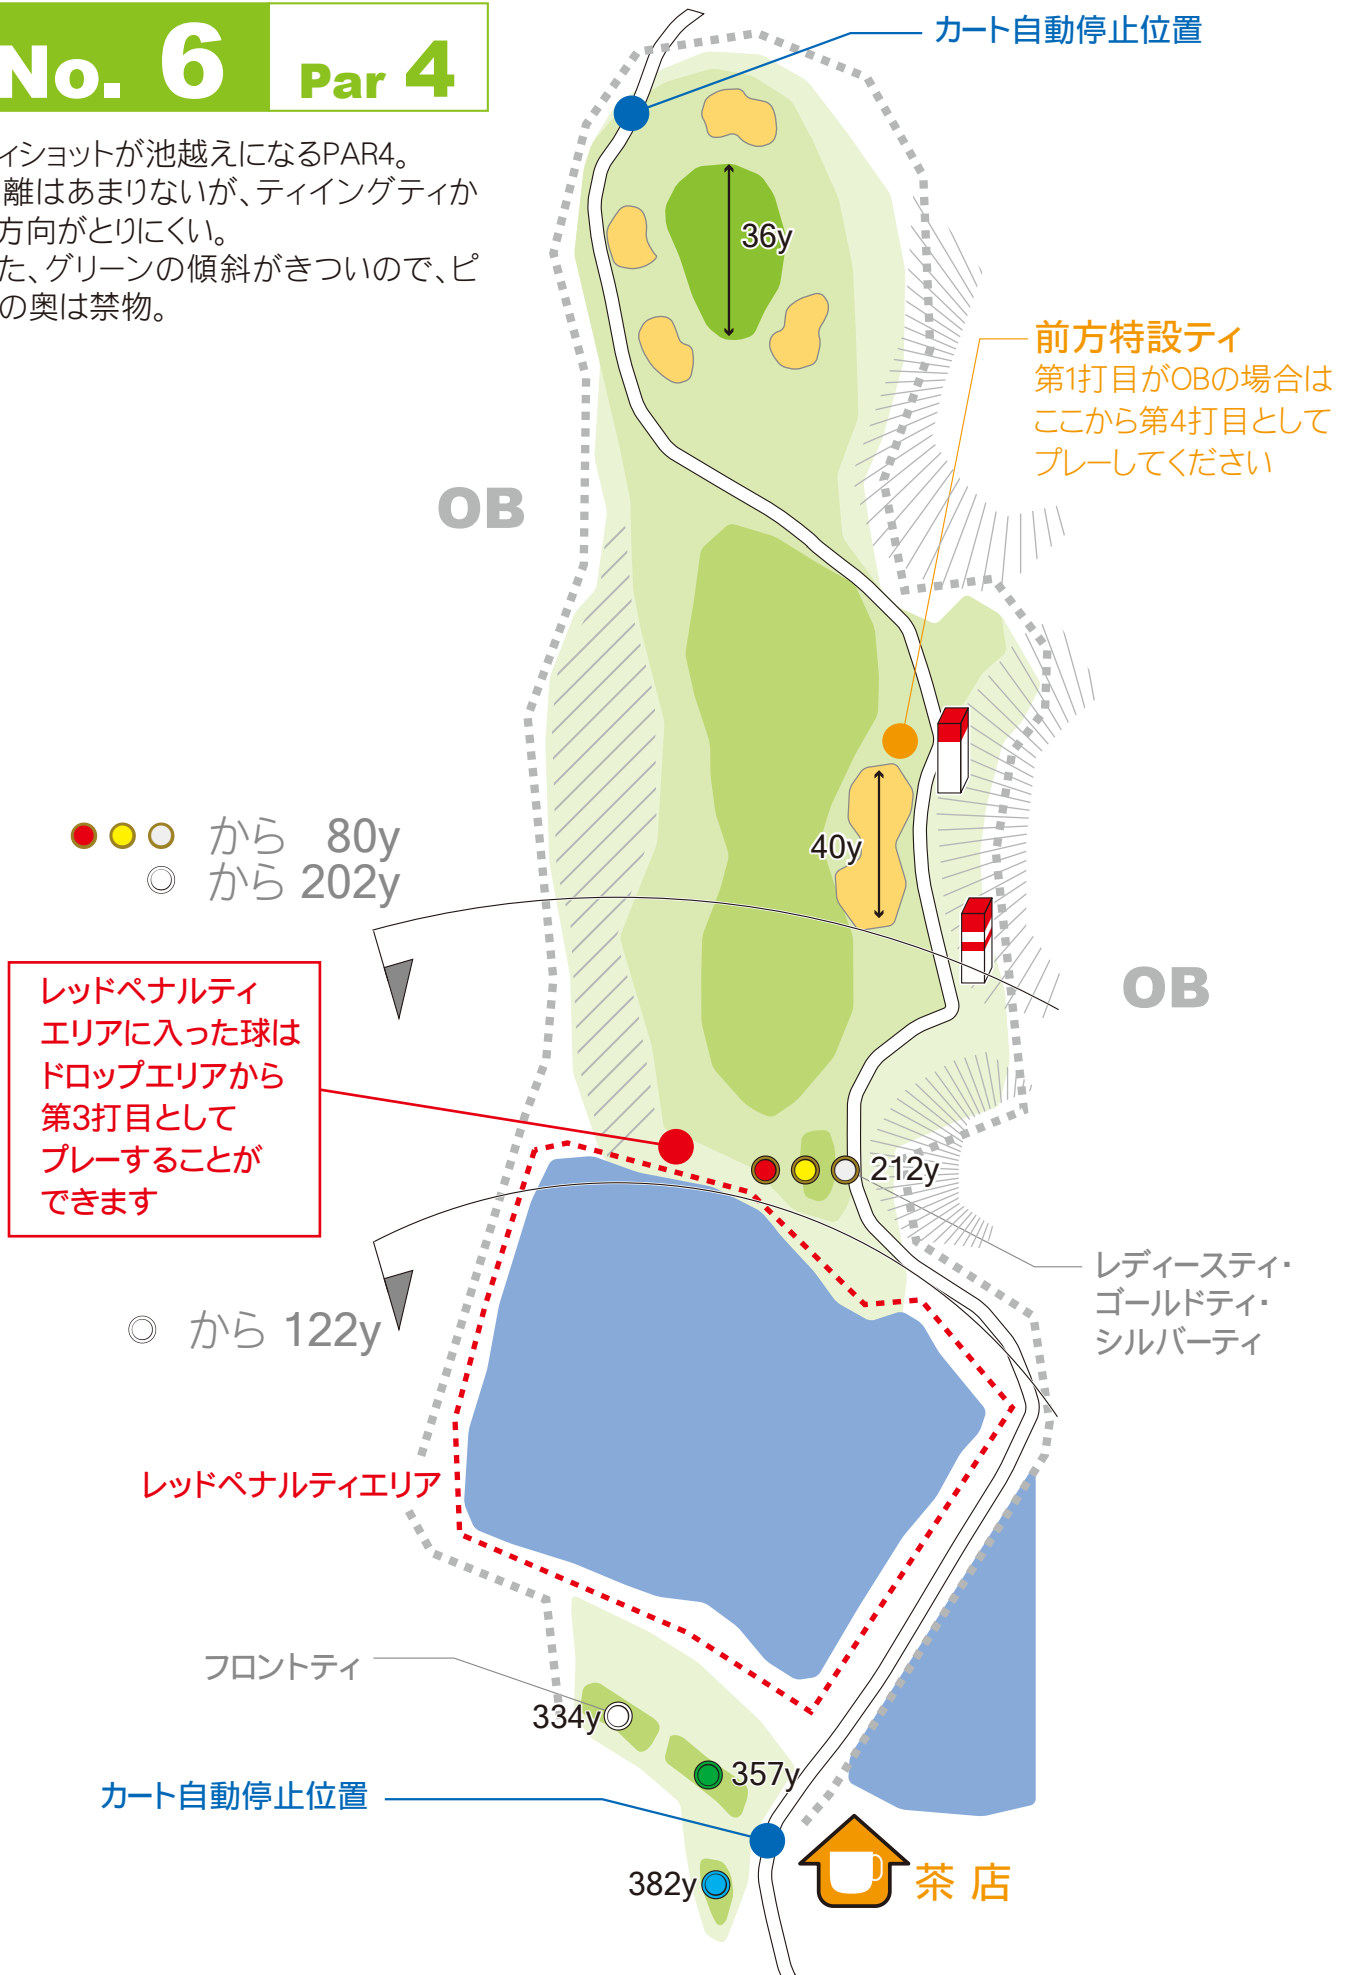 No. 6
Par 4
ィショットが池越えになるPAR4。
離はあまりないが、ティイングティか
方向がとりにくい。
た、グリーンの傾斜がきついので、ピ
の奥は禁物。
カート自動停止位置
36y
前方特設ティ
第1打目がOBの場合は
ここから第4打目として
プレーしてください
OB
40y
から 80y
から 202y
OB
レッドペナルティ
エリアに入った球は
ドロップエリアから
第3打目として
プレーすることが
できます
212y
レディースティ・
ゴールドティ・
シルバーティ
から 122y
レッドペナルティエリア
フロントティ
334y
357y
カート自動停止位置
382y
茶店